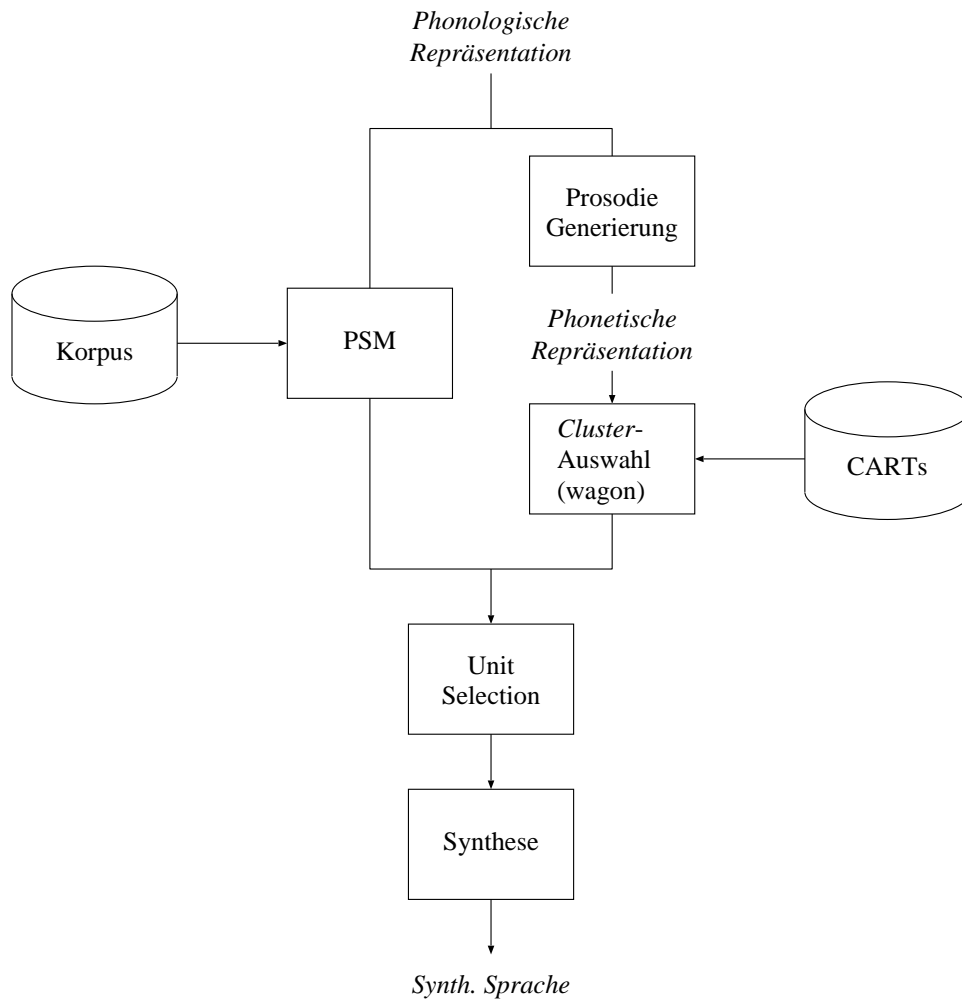 Phonologische
Repräsentation
Prosodie
Generierung
Korpus
PSM
Phonetische
Repräsentation
Cluster-
Auswahl
(wagon)
CARTs
Unit
Selection
Synthese
Synth. Sprache